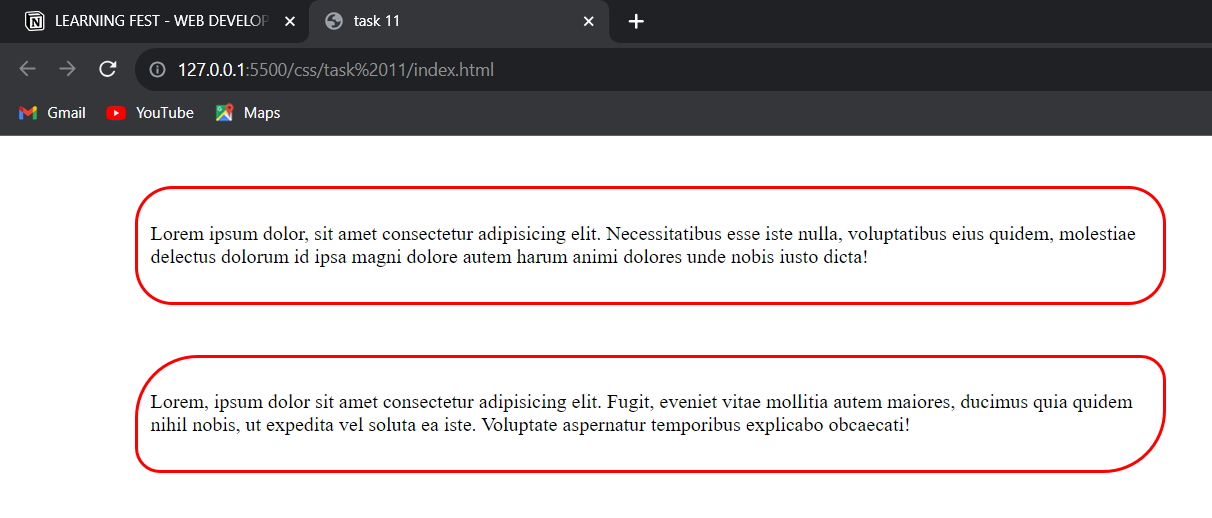 LEARNING FEST - WEB DEVELOP
task 11
127.0.0.1:5500/css/task%2011/index.html
Gmail
YouTube
Maps
Lorem ipsum dolor, sit amet consectetur adipisicing elit. Necessitatibus esse iste nulla, voluptatibus eius quidem, molestiae
delectus dolorum id ipsa magni dolore autem harum animi dolores unde nobis iusto dicta!
Lorem, ipsum dolor sit amet consectetur adipisicing elit. Fugit, eveniet vitae mollitia autem maiores, ducimus quia quidem
nihil nobis, ut expedita vel soluta ea iste. Voluptate aspernatur temporibus explicabo obcaecati!